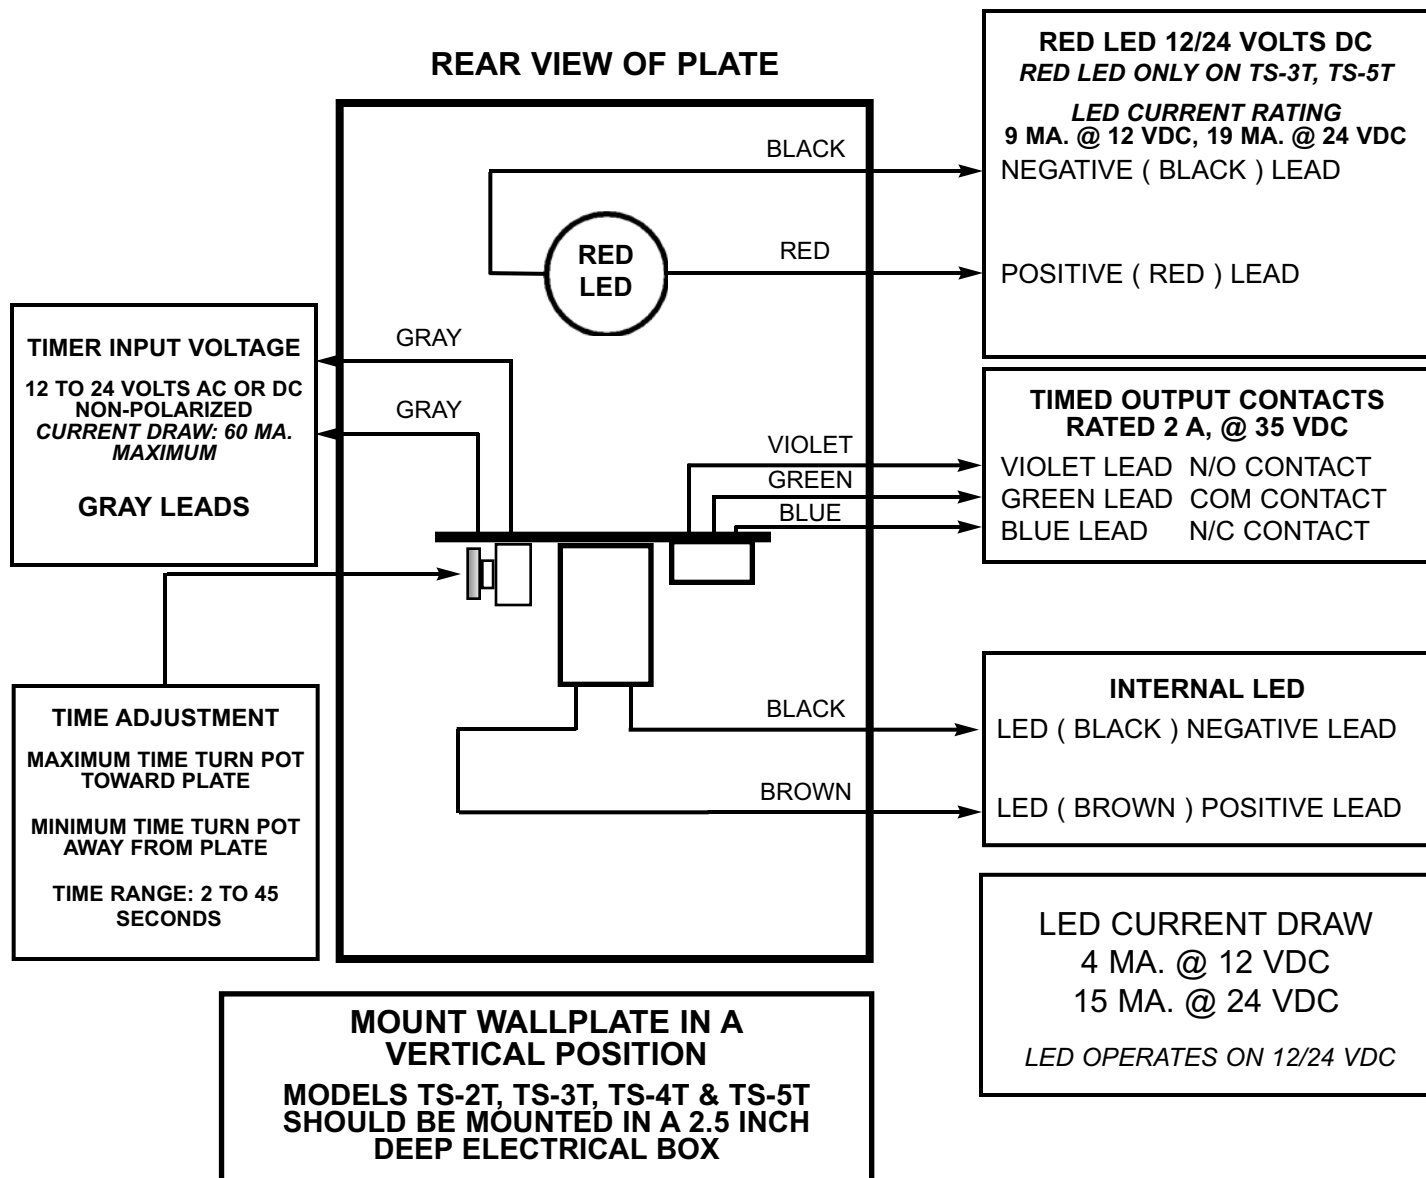 REAR VIEW OF PLATE
RED LED 12/24 VOLTS DC
RED LED ONLY ON TS-3T, TS-5T
LED CURRENT RATING
9 MA. @ 12 VDC, 19 MA. @ 24 VDC
NEGATIVE ( BLACK ) LEAD
POSITIVE ( RED ) LEAD
BLACK
RED
RED
LED
GRAY
GRAY
TIMER INPUT VOLTAGE
12 TO 24 VOLTS AC OR DC
NON-POLARIZED
CURRENT DRAW: 60 MA.
MAXIMUM
GRAY LEADS
TIMED OUTPUT CONTACTS
RATED 2 A, @ 35 VDC
VIOLET LEAD N/O CONTACT
GREEN LEAD COM CONTACT
BLUE LEAD N/C CONTACT
VIOLET
GREEN
BLUE
TIME ADJUSTMENT
MAXIMUM TIME TURN POT
TOWARD PLATE
MINIMUM TIME TURN POT
AWAY FROM PLATE
TIME RANGE: 2 TO 45
SECONDS
BLACK
BROWN
INTERNAL LED
LED ( BLACK ) NEGATIVE LEAD
LED ( BROWN ) POSITIVE LEAD
LED CURRENT DRAW
4 MA. @ 12 VDC
15 MA. @ 24 VDC
LED OPERATES ON 12/24 VDC
MOUNT WALLPLATE IN A
VERTICAL POSITION
MODELS TS-2T, TS-3T, TS-4T & TS-5T
SHOULD BE MOUNTED IN A 2.5 INCH
DEEP ELECTRICAL BOX